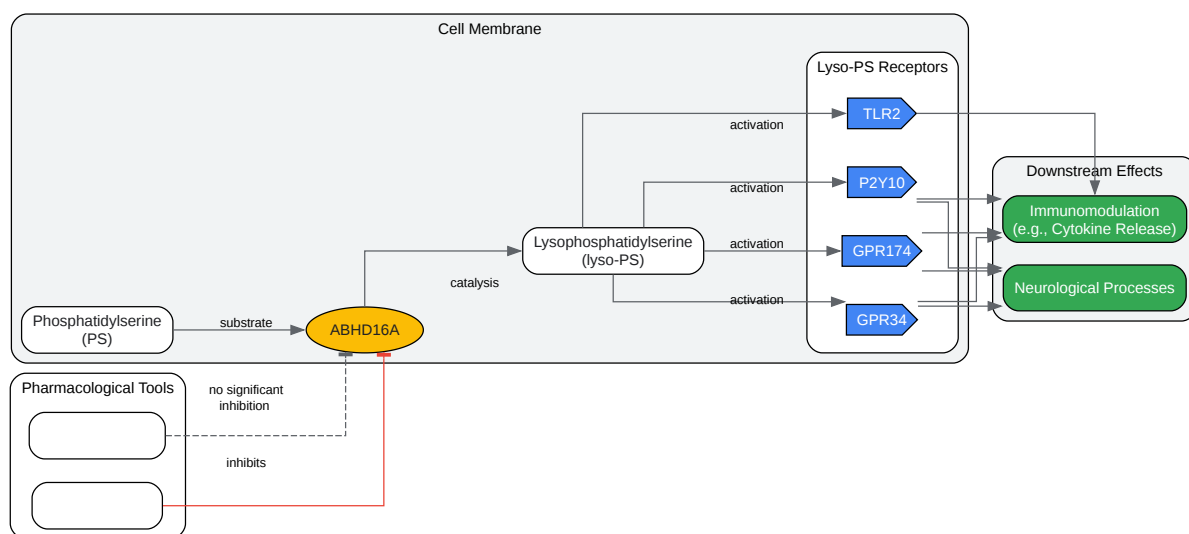 Cell Membrane
Lyso-PS Receptors
TLR2
activation
P2Y10
activation
Downstream Effects
Immunomodulation
(e.g., Cytokine Release)
Lysophosphatidylserine
(lyso-PS)
activation
GPR174
catalysis
Neurological Processes
activation
GPR34
Phosphatidylserine
(PS)
substrate
ABHD16A
Pharmacological Tools
no significant
inhibition
inhibits